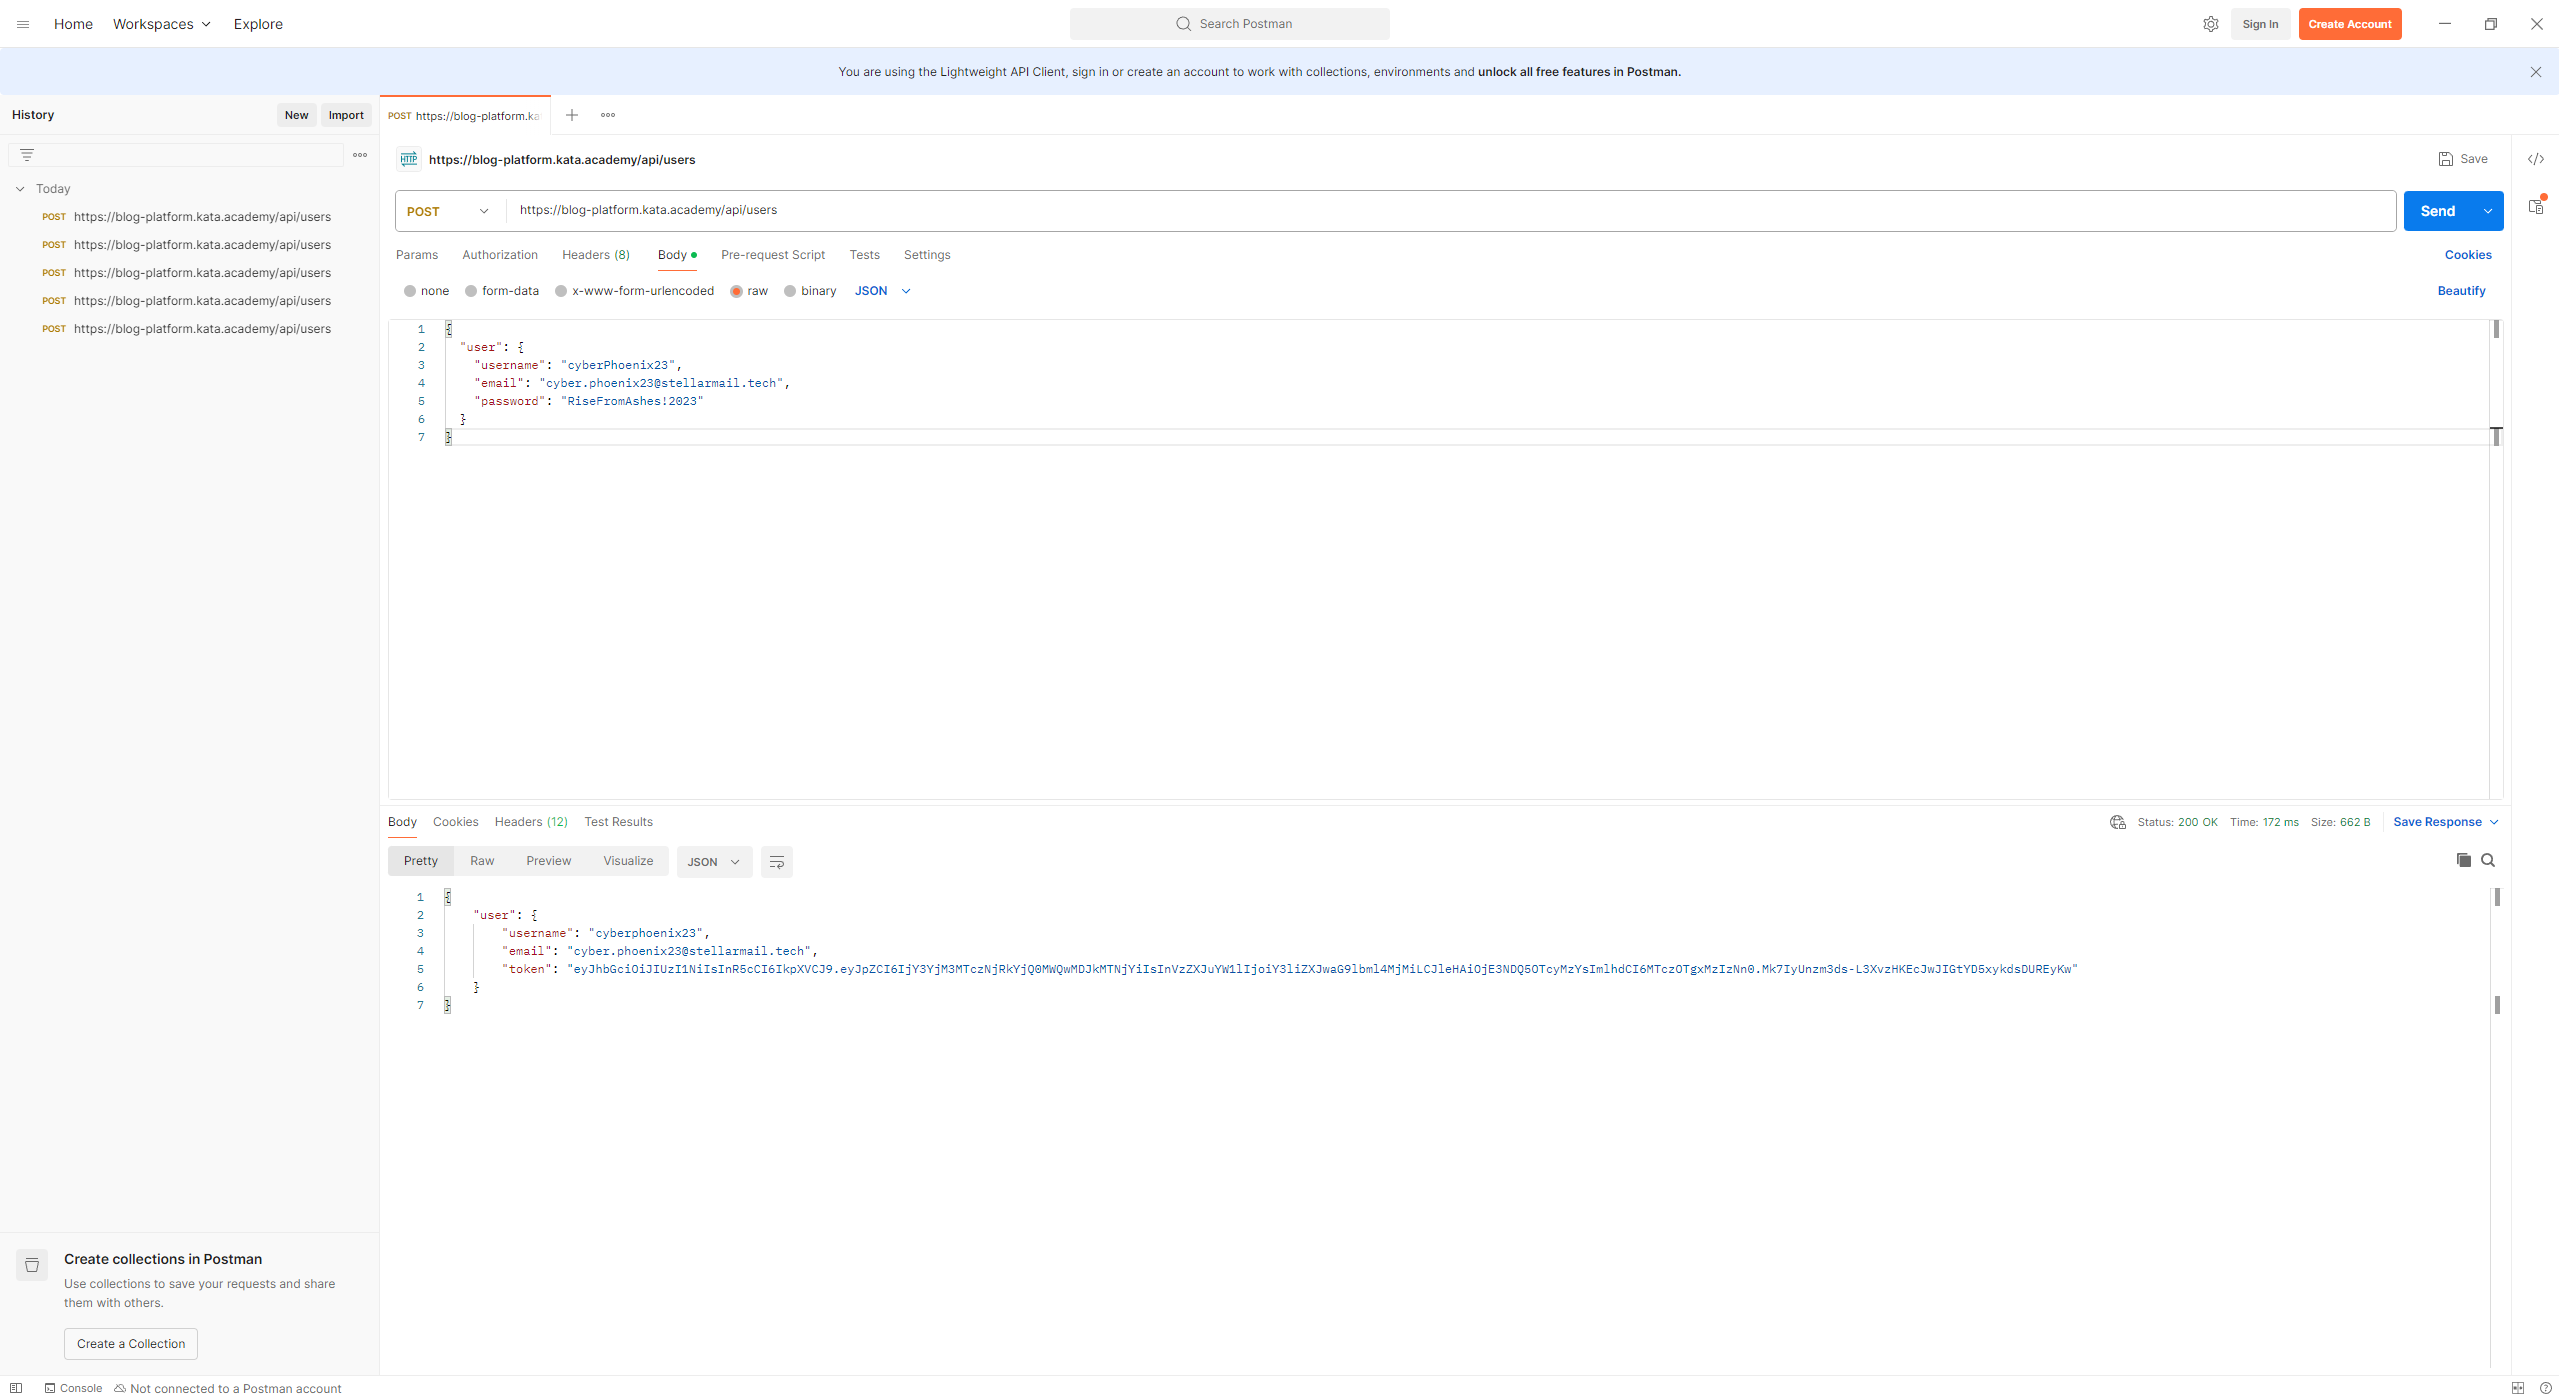 Home Workspaces Explore Search Postman Sign In Create Account
You are using the Lightweight API Client, sign in or create an account to work with collections, environments and unlock all free features in Postman.
History New Import
POST https://blog-platform.ka
Today
POST https://blog-platform.kata.academy/api/users
POST https://blog-platform.kata.academy/api/users
POST https://blog-platform.kata.academy/api/users
POST https://blog-platform.kata.academy/api/users
POST https://blog-platform.kata.academy/api/users
HTTP https://blog-platform.kata.academy/api/users Save
POST https://blog-platform.kata.academy/api/users Send
Params Authorization Headers (8) Body Pre-request Script Tests Settings Cookies
none form-data x-www-form-urlencoded raw binary JSON Beautify
1 {
2 "user": {
3 "username": "cyberPhoenix23",
4 "email": "cyber.phoenix23@stellarmail.tech",
5 "password": "RiseFromAshes!2023"
6 }
7 }
Body Cookies Headers (12) Test Results Status: 200 OK Time: 172 ms Size: 662 B Save Response
Pretty Raw Preview Visualize JSON
1 {
2 "user": {
3 "username": "cyberphoenix23",
4 "email": "cyber.phoenix23@stellarmail.tech",
5 "token": "eyJhbGciOiJIUzI1NiIsInR5cCI6IkpXVCJ9.eyJpZCI6IjY3YjM3MTczNjRkYjQ0MWQwMDJkMTNjYiIsInVzZXJuYW1lIjoiY3liZXJwaG9lbml4MjMiLCJleHAiOjE3NDQ5OTcyMzYsImlhdCI6MTczOTgxMzIzNn0.Mk7IyUnzm3ds-L3XvzHKEcJwJIGtYD5xykdsDUREyKw"
6 }
7 }
Create collections in Postman
Use collections to save your requests and share
them with others.
Create a Collection
Console Not connected to a Postman account